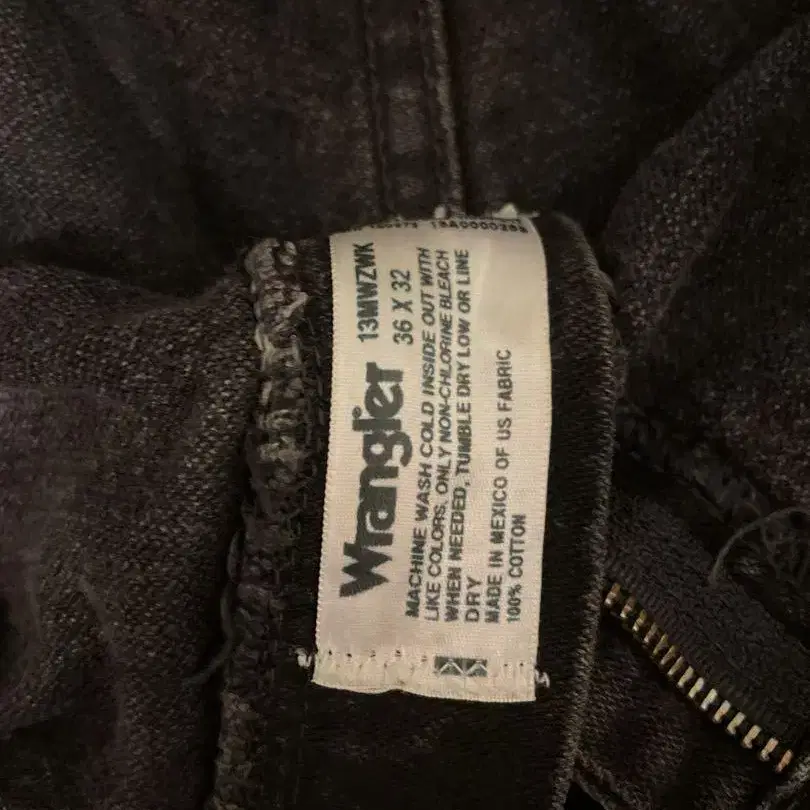 Wrangler 13MWZWK
36 X 32
MACHINE WASH COLD INSIDE OUT WITH
LIKE COLORS, ONLY NON-CHLORINE BLEACH
WHEN NEEDED, TUMBLE DRY LOW OR LINE
DRY
MADE IN MEXICO OF US FABRIC
100% COTTON